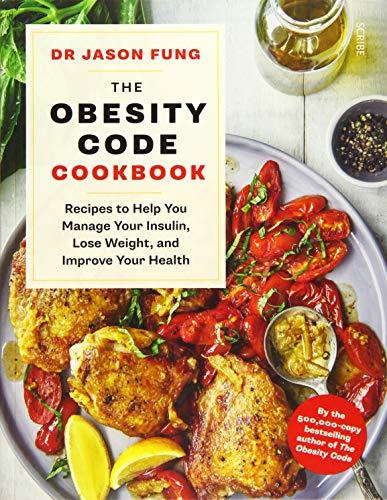 DR JASON FUNG
THE
OBESITY
CODE
COOKBOOK
Recipes to Help You
Manage Your Insulin,
Lose Weight, and
Improve Your Health
SCRIBE
By the
500,000-copy
bestselling
author of The
Obesity Code